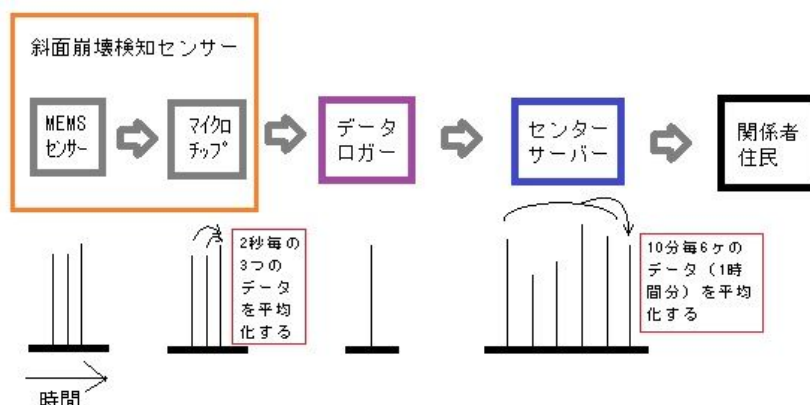 斜面崩壊検知センサー
MEMS
センサー
マイクロ
チップ
データ
ロガー
センター
サーバー
関係者
住民
2秒毎の
3つの
データ
を平均
化する
10分毎6ヶの
データ（1時
間分）を平均
化する
時間